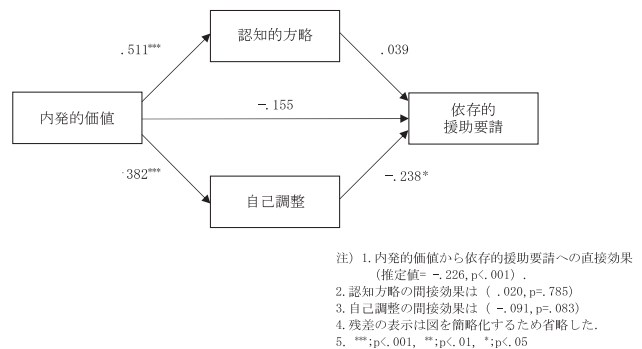 認知的方略
.511***
.039
内発的価値
-.155
依存的
援助要請
.382***
自己調整
-.238*
注) 1.内発的価値から依存的援助要請への直接効果
(推定値= -.226,p<.001) .
2.認知方略の間接効果は ( .020,p=.785)
3.自己調整の間接効果は ( -.091,p=.083)
4.残差の表示は図を簡略化するため省略した.
5. ***;p<.001, **;p<.01, *;p<.05